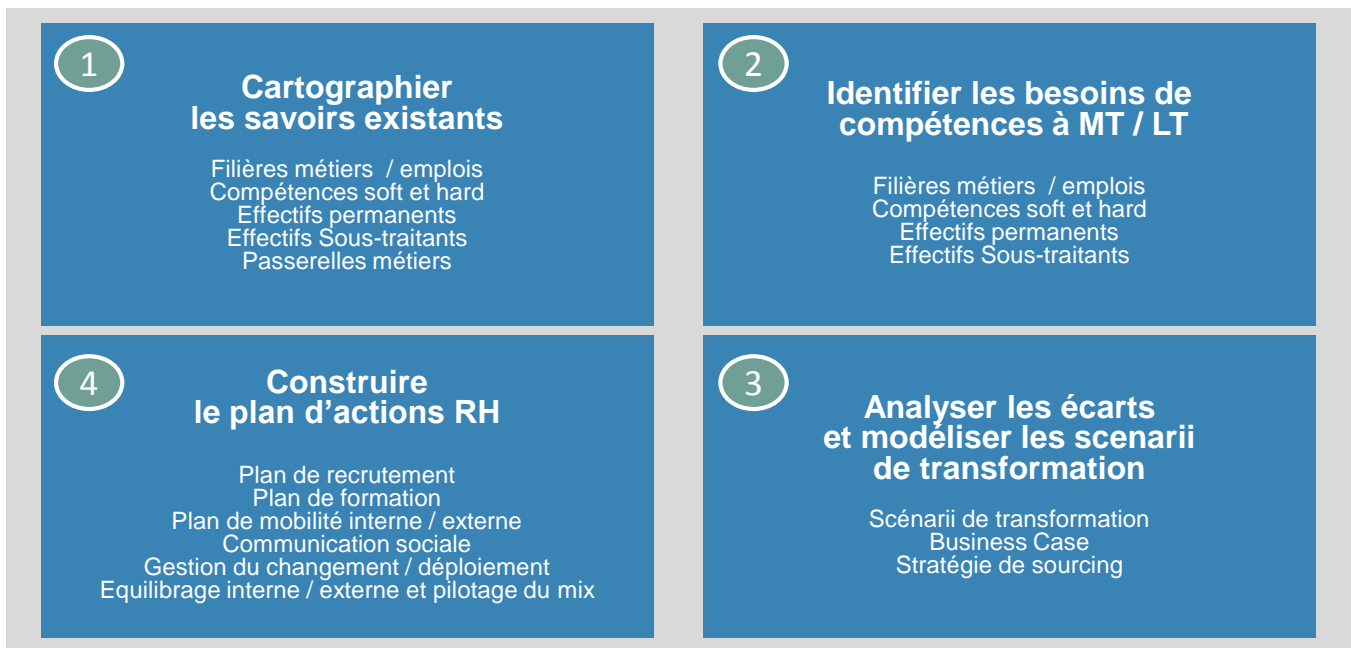 1
Cartographier
les savoirs existants
Filières métiers / emplois
Compétences soft et hard
Effectifs permanents
Effectifs Sous-traitants
Passerelles métiers
2
Identifier les besoins de
compétences à MT / LT
Filières métiers / emplois
Compétences soft et hard
Effectifs permanents
Effectifs Sous-traitants
4
Construire
le plan d’actions RH
Plan de recrutement
Plan de formation
Plan de mobilité interne / externe
Communication sociale
Gestion du changement / déploiement
Equilibrage interne / externe et pilotage du mix
3
Analyser les écarts
et modéliser les scenarii
de transformation
Scénarii de transformation
Business Case
Stratégie de sourcing